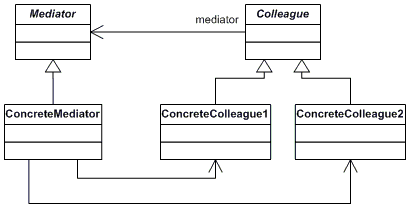 Mediator
mediator
Colleague
ConcreteMediator
ConcreteColleague1
ConcreteColleague2